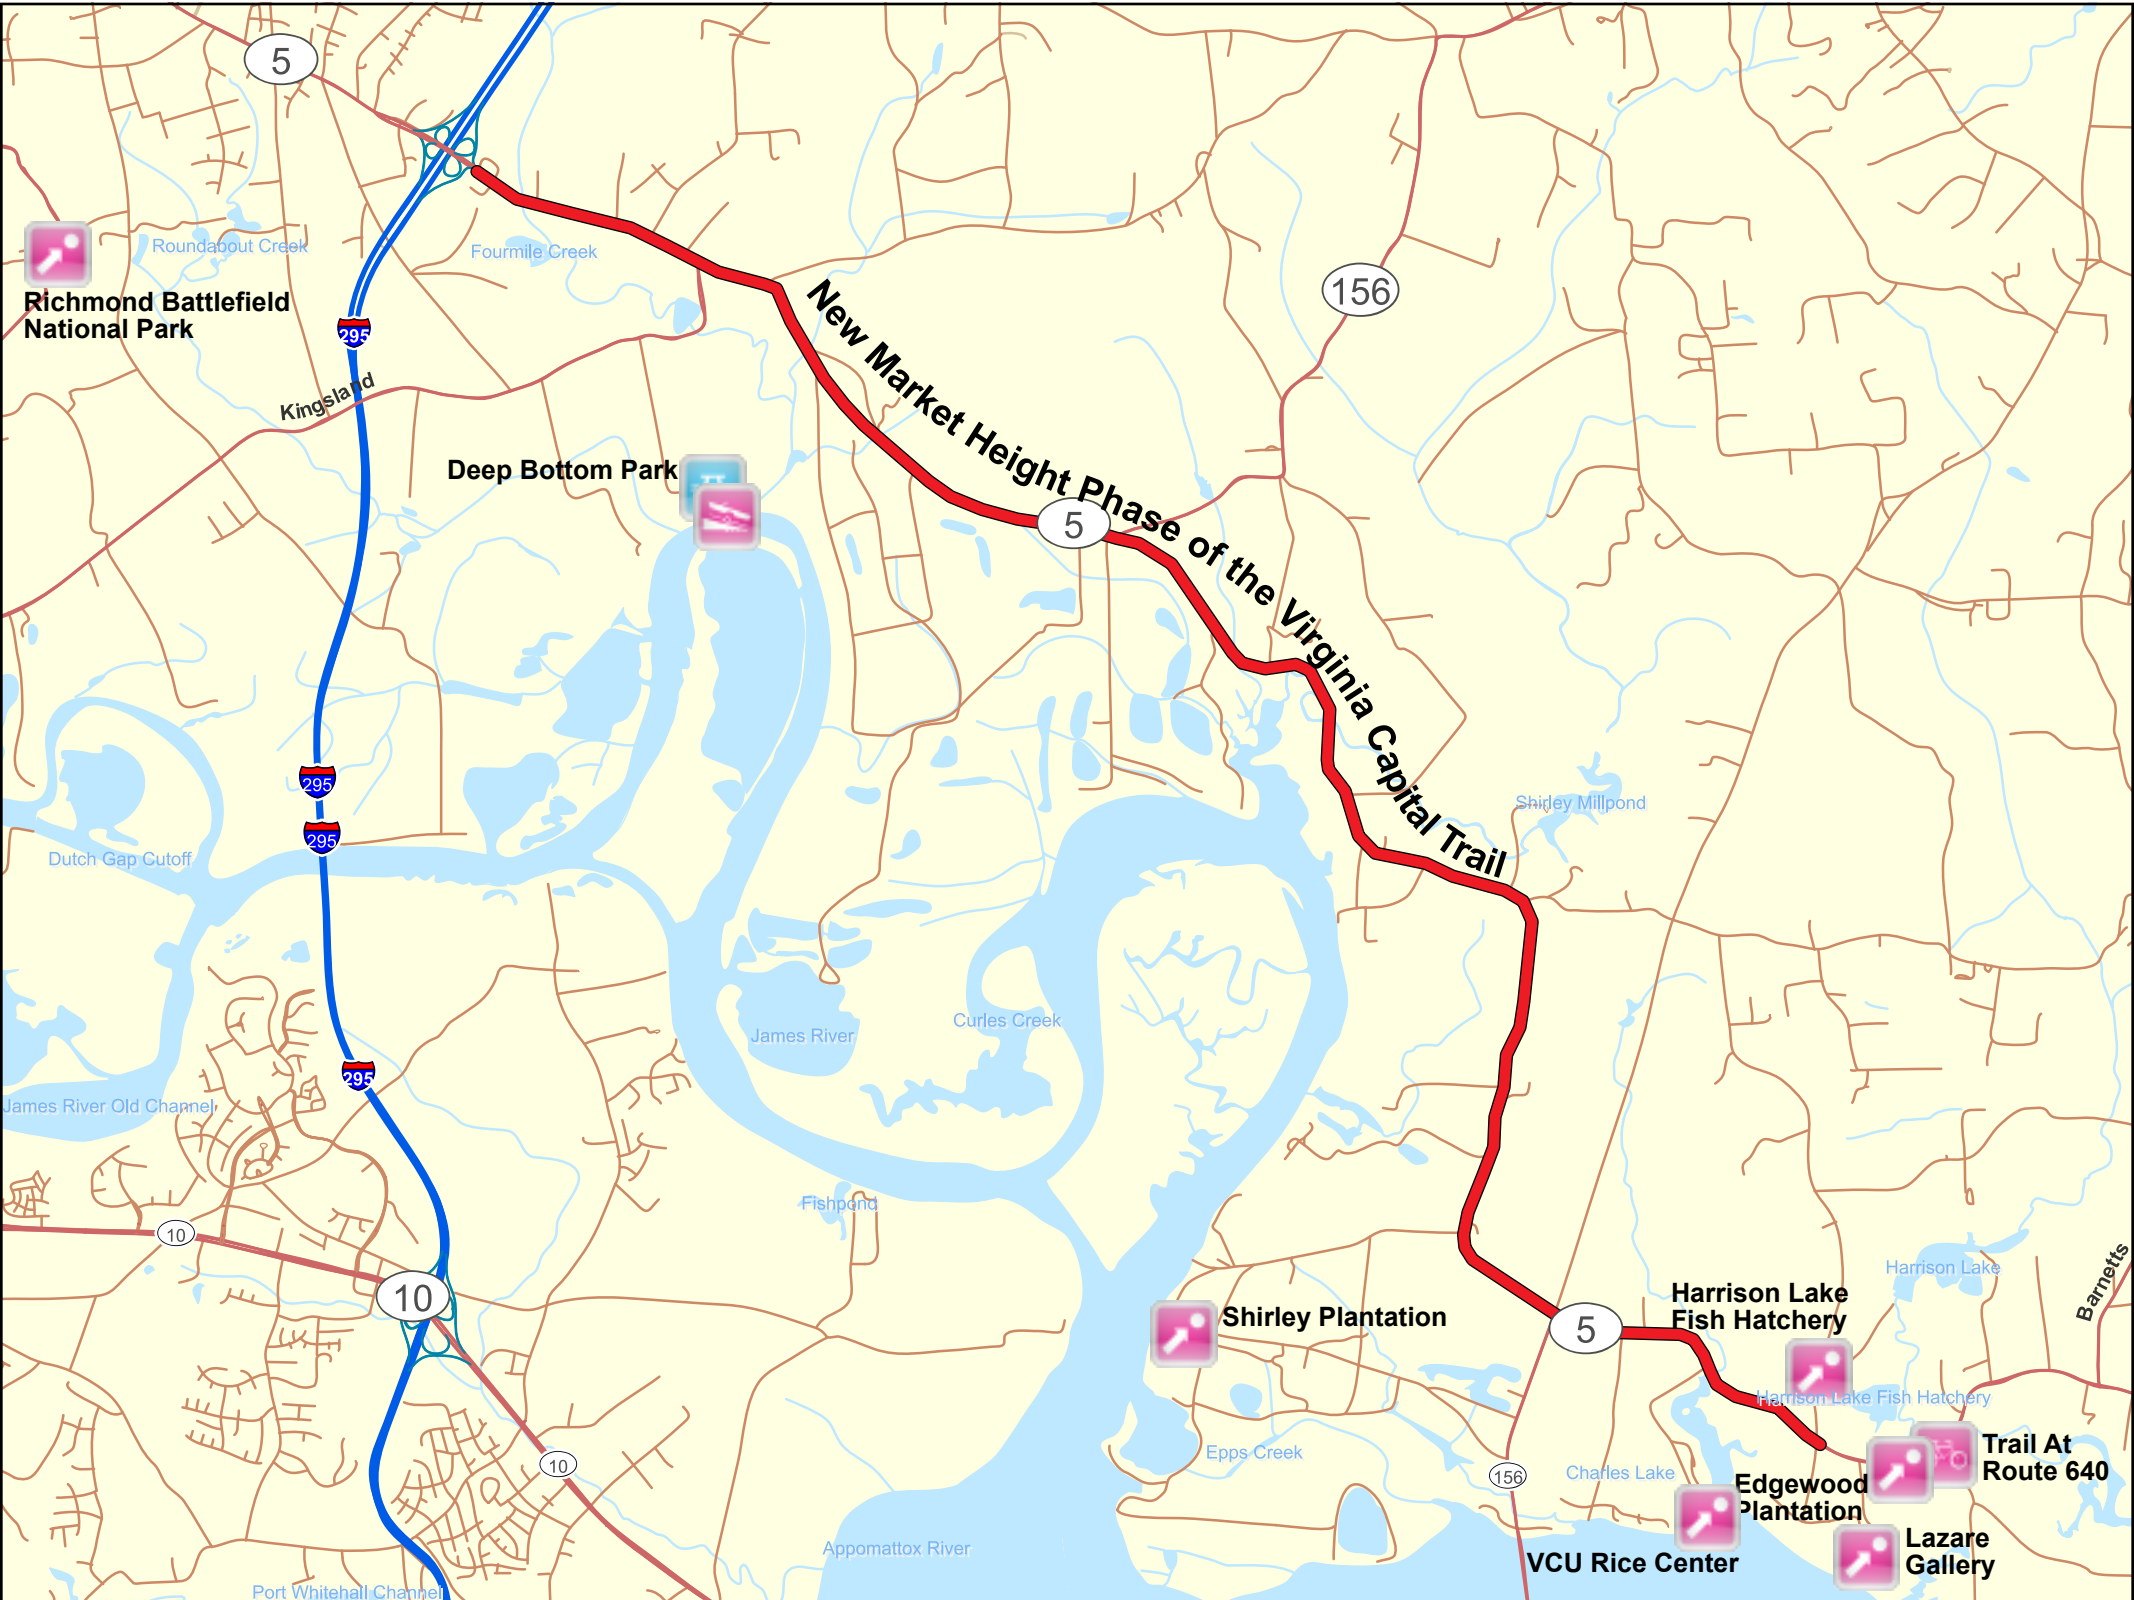 5
Roundabout Creek
Fourmile Creek
Richmond Battlefield
National Park
156
295
Kingsland
New Market Height Phase of the Virginia Capital Trail
Deep Bottom Park
5
295
295
Shirley Millpond
Dutch Gap Cutoff
James River
Curles Creek
295
James River Old Channel
Fishpond
10
Harrison Lake
Barnetts
10
Harrison Lake
Fish Hatchery
Shirley Plantation
5
Harrison Lake Fish Hatchery
Trail At
Route 640
Epps Creek
10
156
Charles Lake
Edgewood
Plantation
Appomattox River
VCU Rice Center
Lazare
Gallery
Port Whitehall Channel